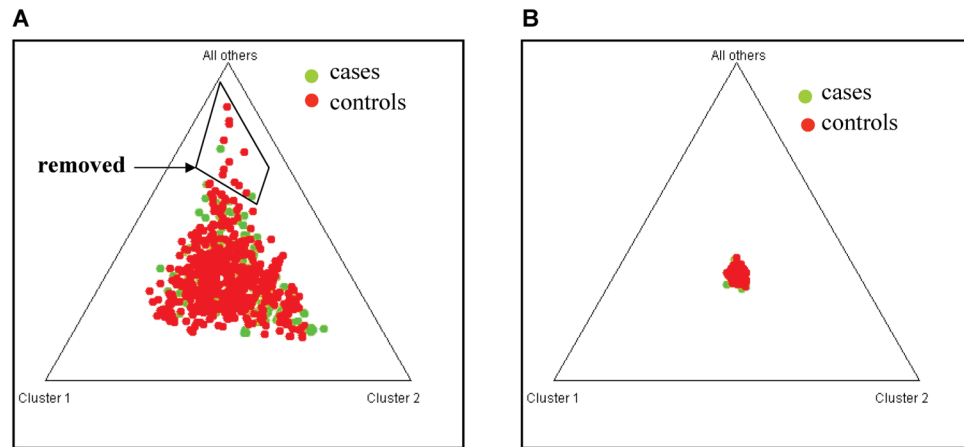 A
All others
cases
controls
removed
Cluster 1
Cluster 2
B
All others
cases
controls
Cluster 1
Cluster 2